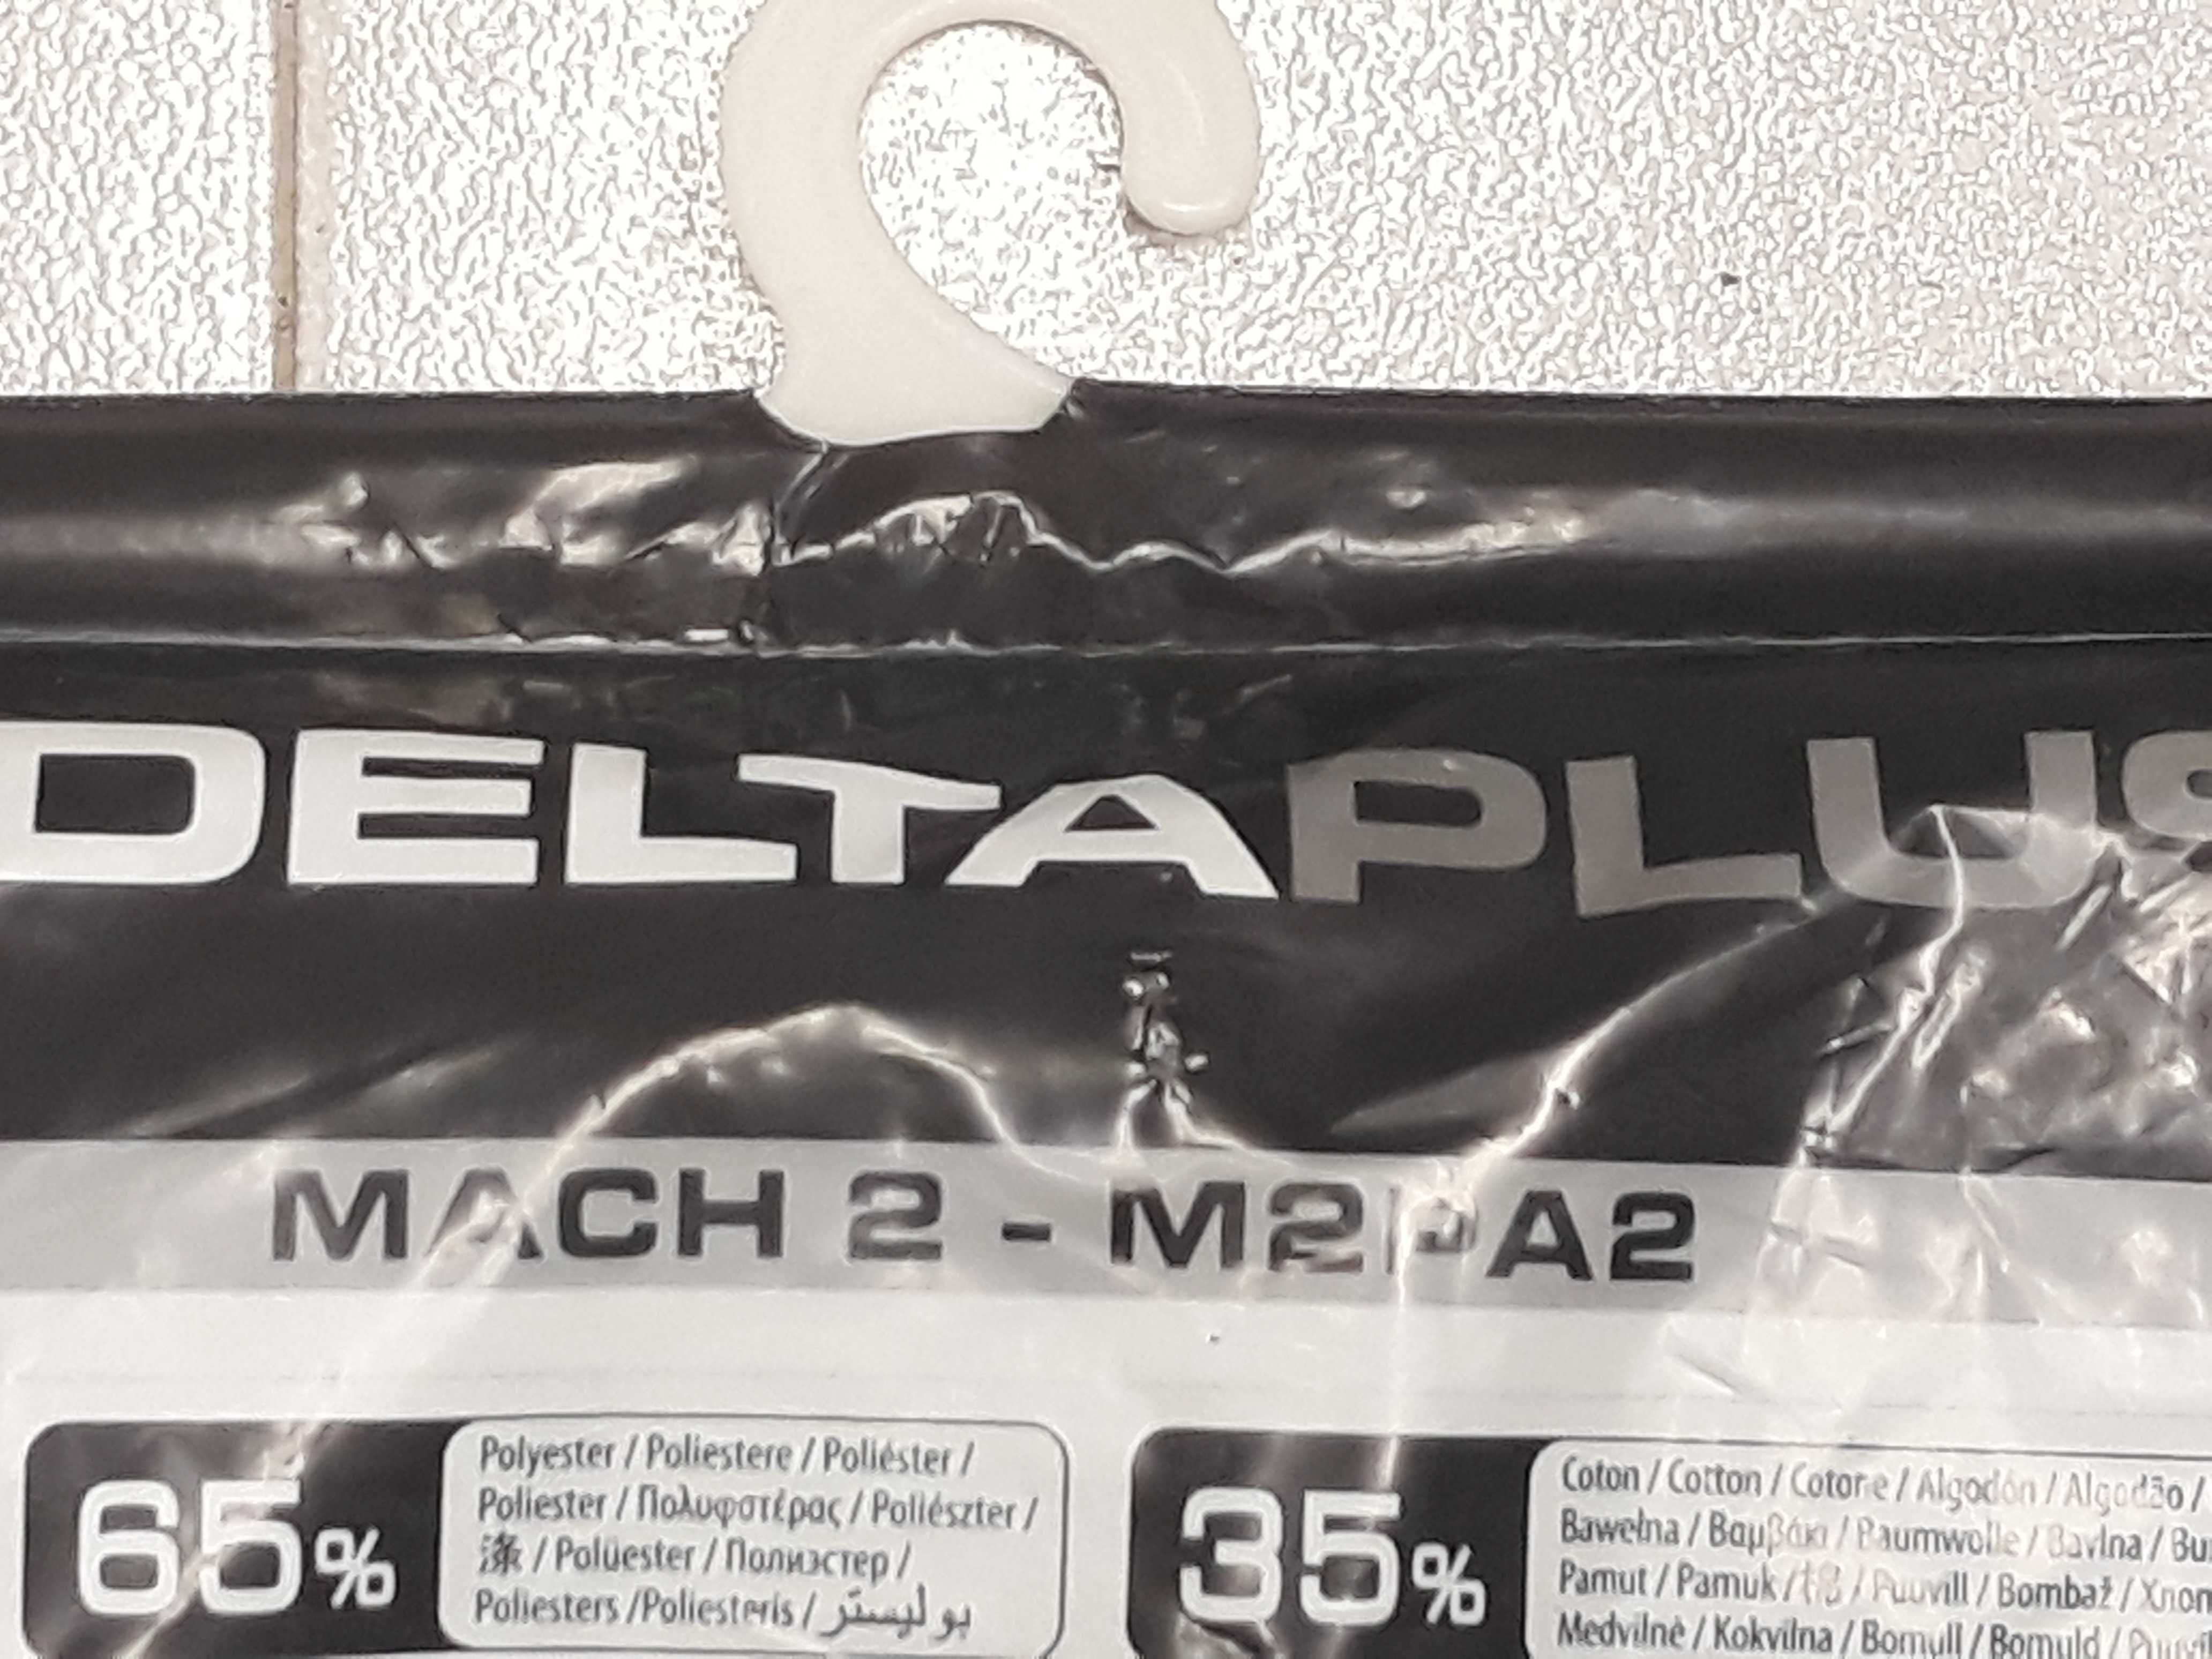 DELTAPLUS
MACH 2 - M2PA2
65%
Polyester / Poliestere / Poliéster /
Poliester / Πολυφστέρας / Poliészter /
涤 / Polüester / Полиэстер /
Poliesters /Poliesteris / بوليستر
35%
Coton / Cotton / Cotone / Algodón / Algodão /
Bawełna / Βαμβάκι / Baumwolle / Bavlna /
Pamut / Pamuk / 棉 / Puuvill / Bombaž /
Medvilnė / Kokvilna / Bomull / Bomuld /